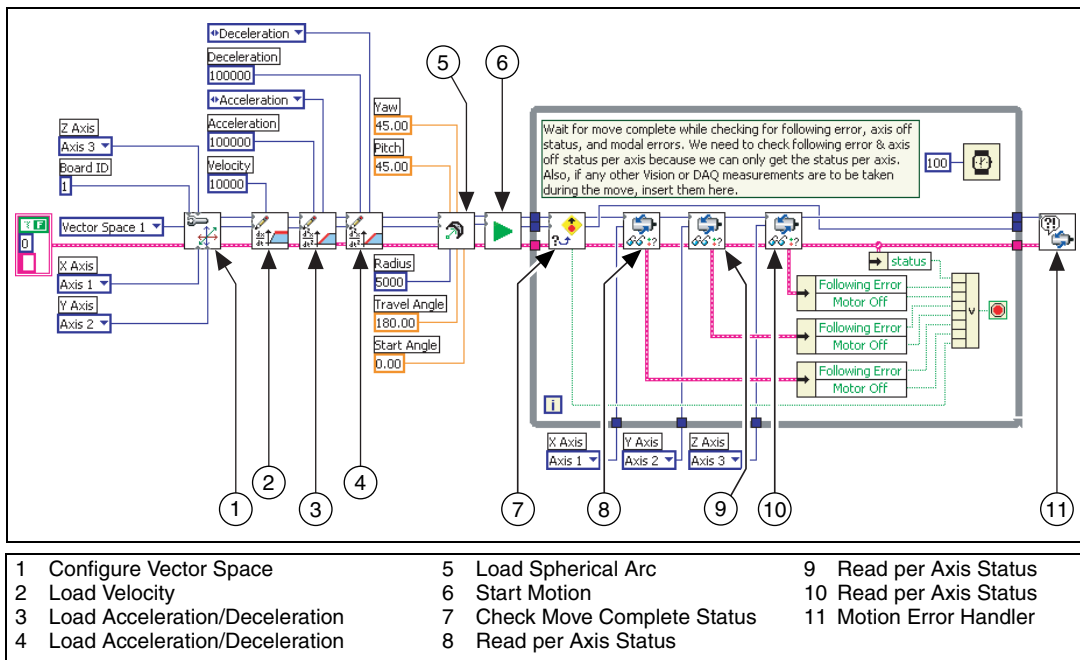 Deceleration
Deceleration
100000
Acceleration
Acceleration
100000
Velocity
10000
Z Axis
Axis 3
Board ID
1
Vector Space 1
F
0
X Axis
Axis 1
Y Axis
Axis 2
Yaw
45.00
Pitch
45.00
Radius
5000
Travel Angle
180.00
Start Angle
0.00
5
6
Wait for move complete while checking for following error, axis off
status, and modal errors. We need to check following error & axis
off status per axis because we can only get the status per axis.
Also, if any other Vision or DAQ measurements are to be taken
during the move, insert them here.
100
status
Following Error
Motor Off
Following Error
Motor Off
Following Error
Motor Off
i
X Axis
Axis 1
Y Axis
Axis 2
Z Axis
Axis 3
1
2
3
4
7
8
9
10
11
1 Configure Vector Space
2 Load Velocity
3 Load Acceleration/Deceleration
4 Load Acceleration/Deceleration
5 Load Spherical Arc
6 Start Motion
7 Check Move Complete Status
8 Read per Axis Status
9 Read per Axis Status
10 Read per Axis Status
11 Motion Error Handler